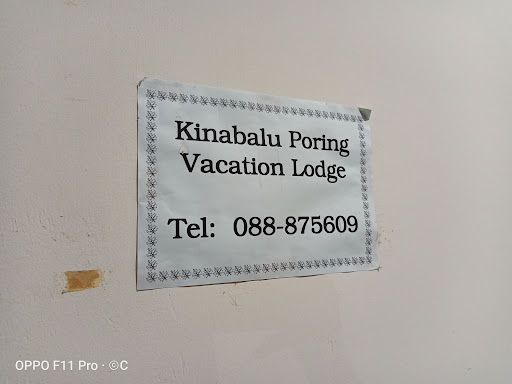 Kinabalu Poring
Vacation Lodge
Tel: 088-875609
OPPO F11 Pro · ©C